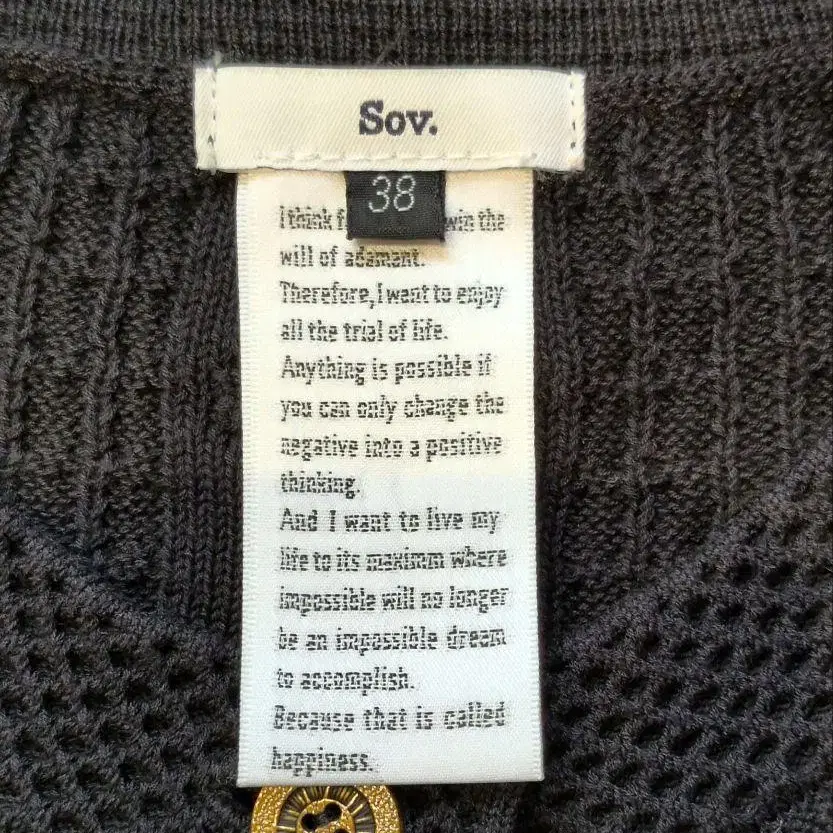 Sov.
38
I think win the
will of adamant.
Therefore, I want to enjoy
all the trial of life.
Anything is possible if
you can only change the
negative into a positive
thinking.
And I want to live my
life to its maximum where
impossible will no longer
be an impossible dream
to accomplish.
Because that is called
happiness.